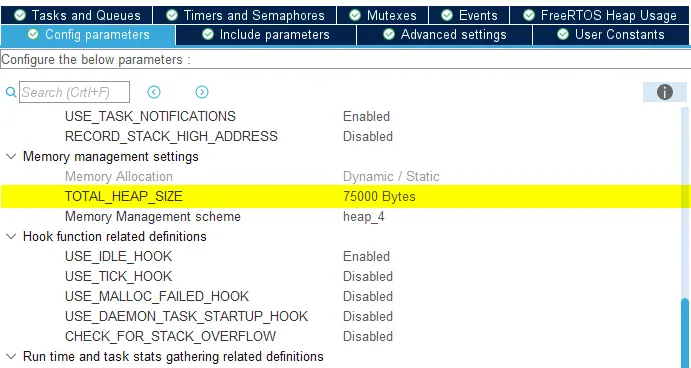 Tasks and Queues Timers and Semaphores Mutexes Events FreeRTOS Heap Usage
Config parameters Include parameters Advanced settings User Constants
Configure the below parameters :
Search (Crtl+F)
USE_TASK_NOTIFICATIONS Enabled
RECORD_STACK_HIGH_ADDRESS Disabled
Memory management settings
Memory Allocation Dynamic / Static
TOTAL_HEAP_SIZE 75000 Bytes
Memory Management scheme heap_4
Hook function related definitions
USE_IDLE_HOOK Enabled
USE_TICK_HOOK Disabled
USE_MALLOC_FAILED_HOOK Disabled
USE_DAEMON_TASK_STARTUP_HOOK Disabled
CHECK_FOR_STACK_OVERFLOW Disabled
Run time and task stats gathering related definitions